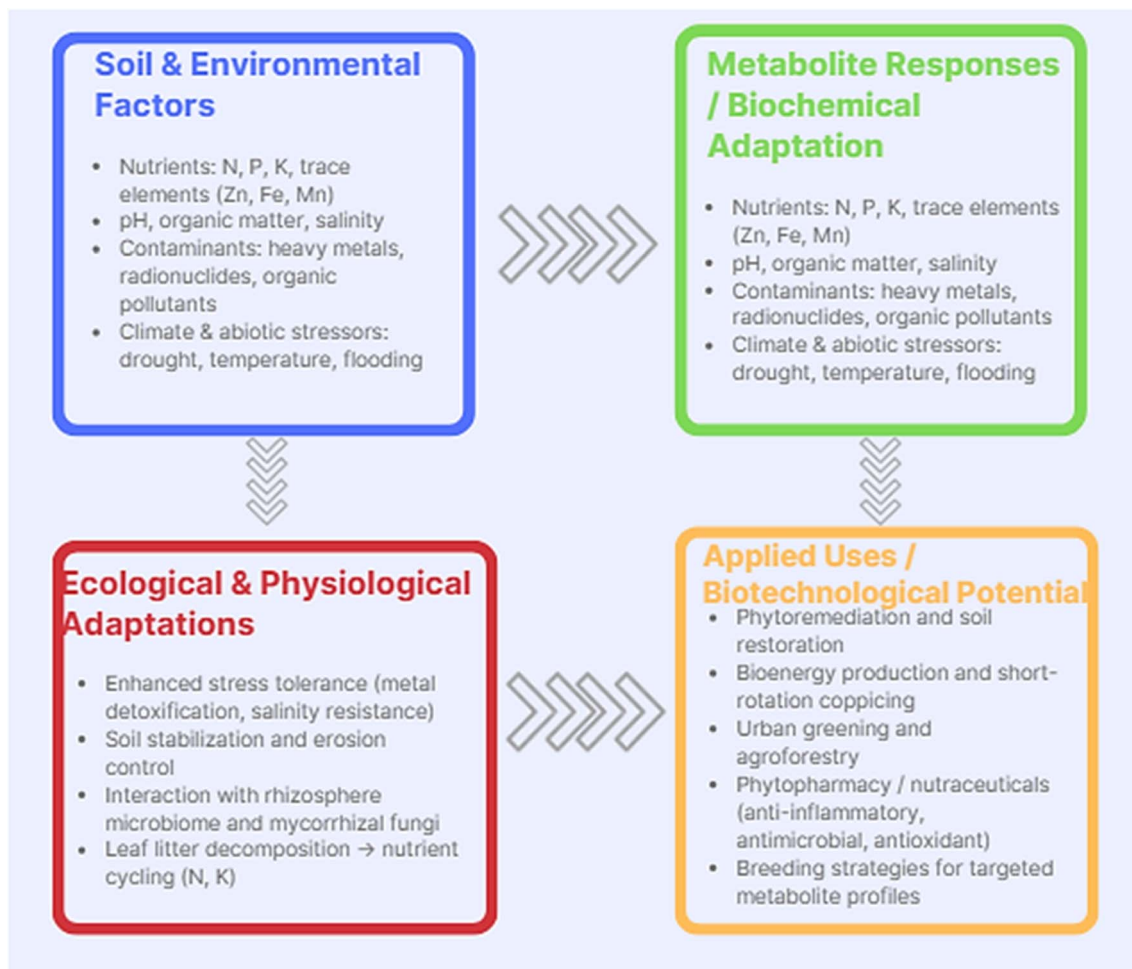 Soil & Environmental
Factors
• Nutrients: N, P, K, trace
elements (Zn, Fe, Mn)
• pH, organic matter, salinity
• Contaminants: heavy metals,
radionuclides, organic
pollutants
• Climate & abiotic stressors:
drought, temperature, flooding
Metabolite Responses
/ Biochemical
Adaptation
• Nutrients: N, P, K, trace elements
(Zn, Fe, Mn)
• pH, organic matter, salinity
• Contaminants: heavy metals,
radionuclides, organic pollutants
• Climate & abiotic stressors:
drought, temperature, flooding
Ecological & Physiological
Adaptations
• Enhanced stress tolerance (metal
detoxification, salinity resistance)
• Soil stabilization and erosion
control
• Interaction with rhizosphere
microbiome and mycorrhizal fungi
• Leaf litter decomposition → nutrient
cycling (N, K)
Applied Uses /
Biotechnological Potential
• Phytoremediation and soil
restoration
• Bioenergy production and short-
rotation coppicing
• Urban greening and
agroforestry
• Phytopharmacy / nutraceuticals
(anti-inflammatory,
antimicrobial, antioxidant)
• Breeding strategies for targeted
metabolite profiles